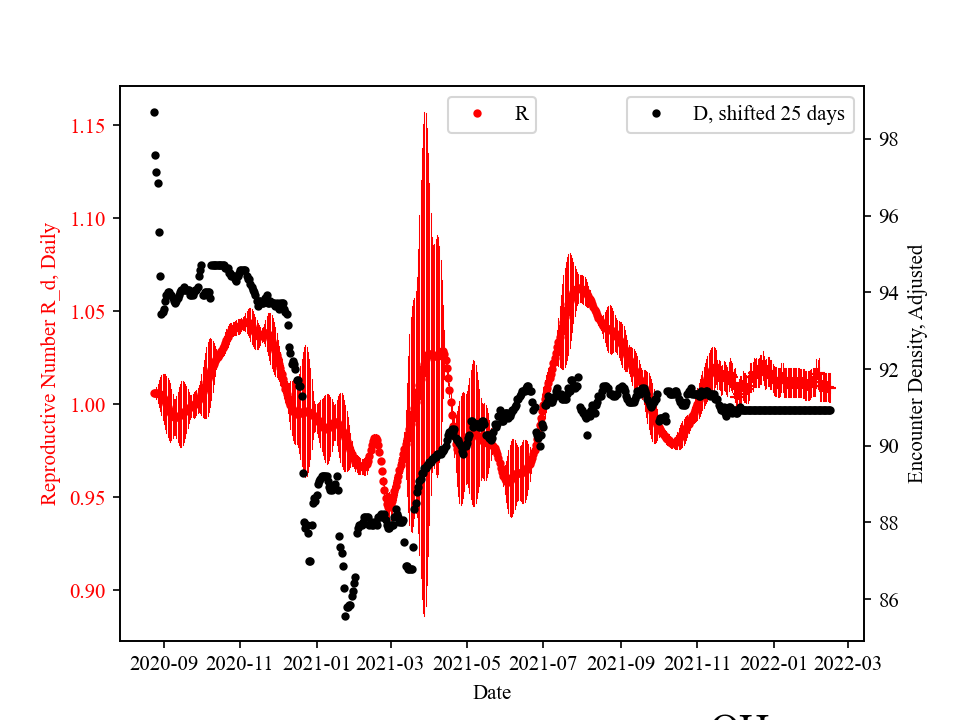 R
D, shifted 25 days
1.15
1.10
1.05
1.00
0.95
0.90
Reproductive Number R_d, Daily
98
96
94
92
90
88
86
Encounter Density, Adjusted
2020-09 2020-11 2021-01 2021-03 2021-05 2021-07 2021-09 2021-11 2022-01 2022-03
Date